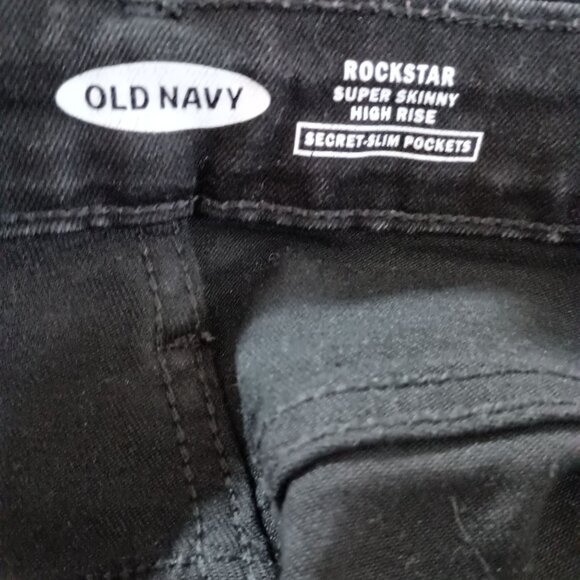 OLD NAVY
ROCKSTAR
SUPER SKINNY
HIGH RISE
SECRET-SLIM POCKETS